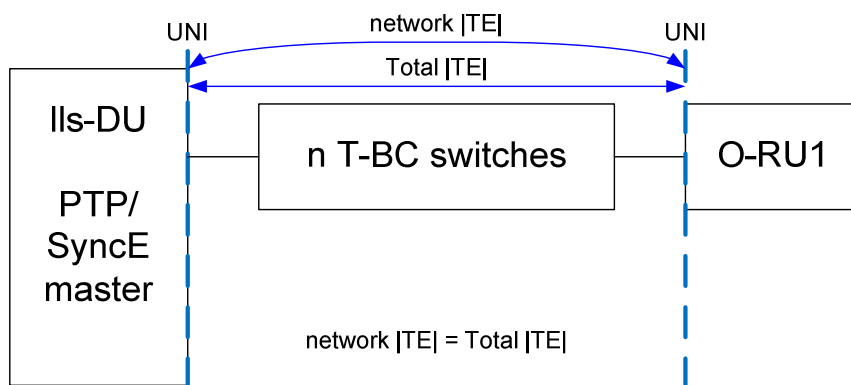 network |TE|
UNI
UNI
Total |TE|
lls-DU
PTP/
SyncE
master
n T-BC switches
O-RU1
network |TE| = Total |TE|